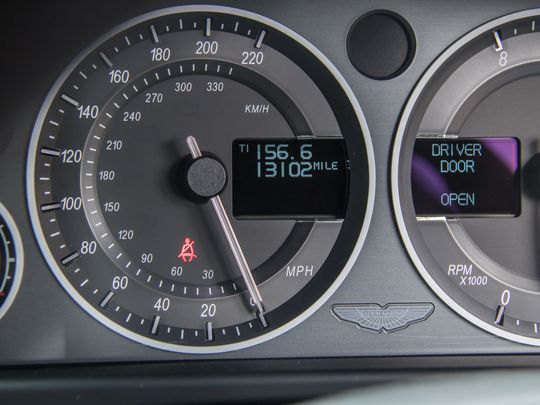 200
180
220
160
140
120
100
80
60
40
20
0
330
300
270
240
210
180
150
120
90
60
30
KM/H
MPH
T1 156.6
13102 MILE
DRIVER
DOOR
OPEN
8
RPM
X1000
0
ASTON MARTIN